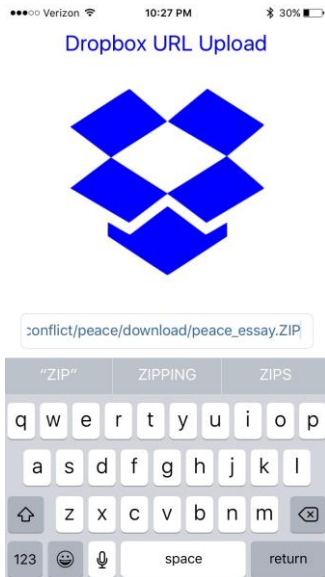 Verizon 10:27 PM 30%
Dropbox URL Upload
conflict/peace/download/peace_essay.ZIP
"ZIP" ZIPPING ZIPS
q w e r t y u i o p
a s d f g h j k l
z x c v b n m
123 space return